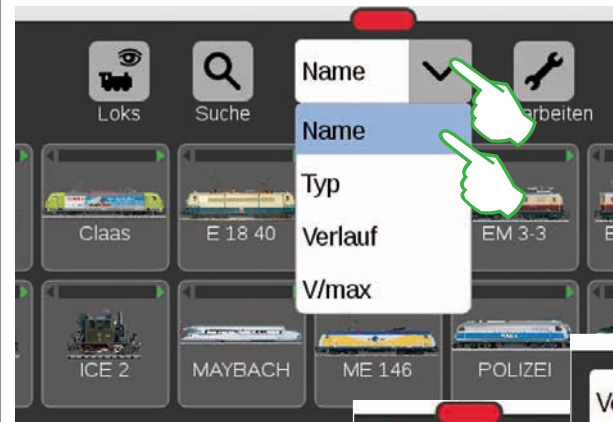 Name
Loks
Suche
rbeiten
Name
Typ
Verlauf
V/max
Claas
E 18 40
EM 3-3
ICE 2
MAYBACH
ME 146
POLIZEI